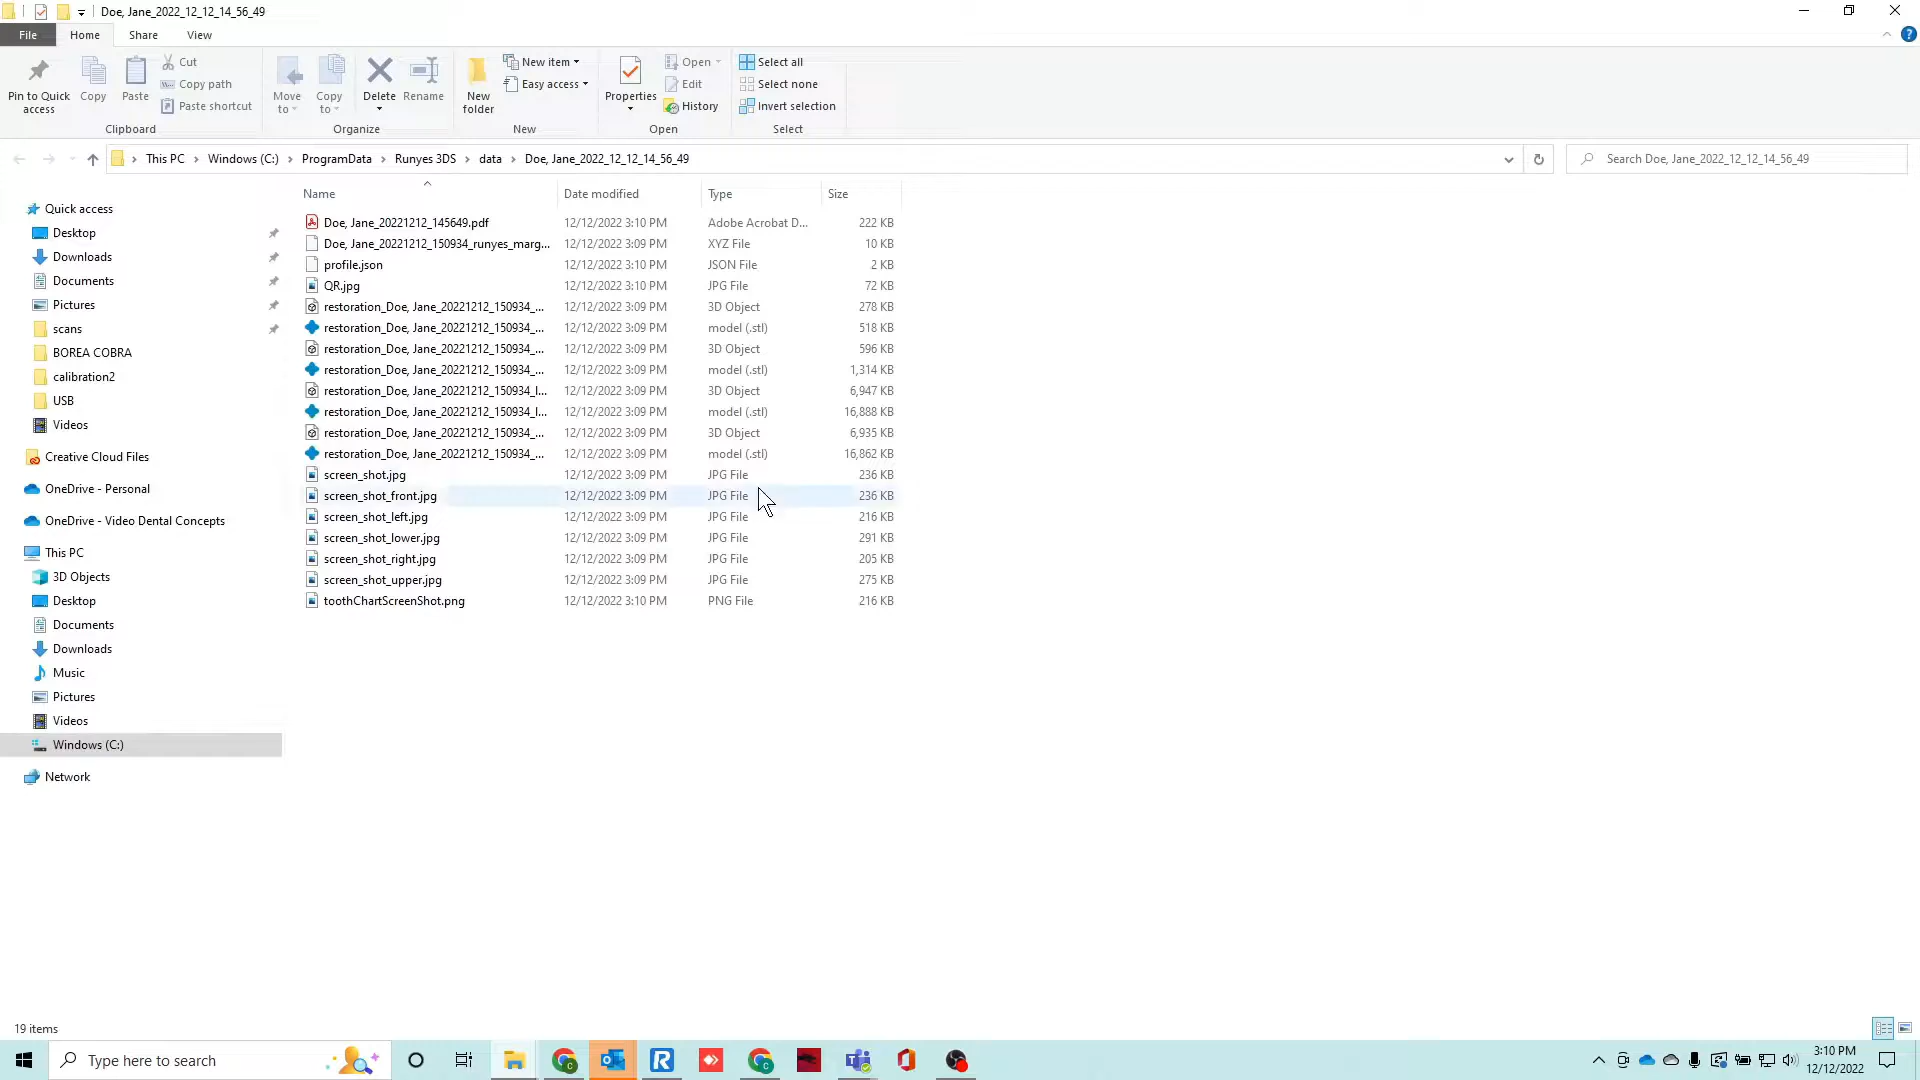 Doe, Jane_2022_12_12_14_56_49
File Home Share View
Pin to Quick access
Copy
Paste
Cut
Copy path
Paste shortcut
Clipboard
Move to
Copy to
Delete
Rename
Organize
New folder
New item
Easy access
New
Properties
Open
Edit
History
Open
Select all
Select none
Invert selection
Select
This PC > Windows (C:) > ProgramData > Runyes 3DS > data > Doe, Jane_2022_12_12_14_56_49
Search Doe, Jane_2022_12_12_14_56_49
Quick access
Desktop
Downloads
Documents
Pictures
scans
BOREA COBRA
calibration2
USB
Videos
Creative Cloud Files
OneDrive - Personal
OneDrive - Video Dental Concepts
This PC
3D Objects
Desktop
Documents
Downloads
Music
Pictures
Videos
Windows (C:)
Network
Name Date modified Type Size
Doe, Jane_20221212_145649.pdf 12/12/2022 3:10 PM Adobe Acrobat D... 222 KB
Doe, Jane_20221212_150934_runyes_marg... 12/12/2022 3:09 PM XYZ File 10 KB
profile.json 12/12/2022 3:10 PM JSON File 2 KB
QR.jpg 12/12/2022 3:10 PM JPG File 72 KB
restoration_Doe, Jane_20221212_150934_... 12/12/2022 3:09 PM 3D Object 278 KB
restoration_Doe, Jane_20221212_150934_... 12/12/2022 3:09 PM model (.stl) 518 KB
restoration_Doe, Jane_20221212_150934_... 12/12/2022 3:09 PM 3D Object 596 KB
restoration_Doe, Jane_20221212_150934_... 12/12/2022 3:09 PM model (.stl) 1,314 KB
restoration_Doe, Jane_20221212_150934_l... 12/12/2022 3:09 PM 3D Object 6,947 KB
restoration_Doe, Jane_20221212_150934_l... 12/12/2022 3:09 PM model (.stl) 16,888 KB
restoration_Doe, Jane_20221212_150934_... 12/12/2022 3:09 PM 3D Object 6,935 KB
restoration_Doe, Jane_20221212_150934_... 12/12/2022 3:09 PM model (.stl) 16,862 KB
screen_shot.jpg 12/12/2022 3:09 PM JPG File 236 KB
screen_shot_front.jpg 12/12/2022 3:09 PM JPG File 236 KB
screen_shot_left.jpg 12/12/2022 3:09 PM JPG File 216 KB
screen_shot_lower.jpg 12/12/2022 3:09 PM JPG File 291 KB
screen_shot_right.jpg 12/12/2022 3:09 PM JPG File 205 KB
screen_shot_upper.jpg 12/12/2022 3:09 PM JPG File 275 KB
toothChartScreenShot.png 12/12/2022 3:10 PM PNG File 216 KB
19 items
Type here to search
3:10 PM
12/12/2022